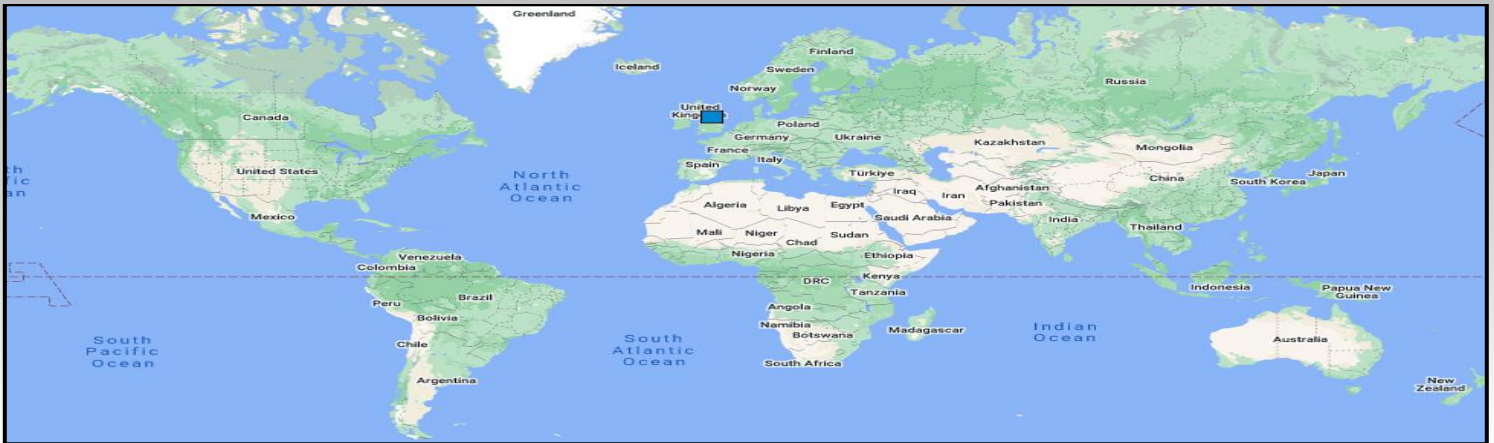 Greenland
Iceland
Finland
Sweden
Norway
Russia
United
Canada
Poland
Germany
Ukraine
France
Kazakhstan
Mongolia
Spain
Italy
Türkiye
United States
North
Atlantic
Ocean
Iraq
Iran
Afghanistan
Pakistan
China
South Korea
Japan
Algeria
Libya
Egypt
Saudi Arabia
India
Mexico
Mali
Niger
Chad
Sudan
Thailand
Venezuela
Colombia
Nigeria
Ethiopia
DRC
Kenya
Tanzania
Indonesia
Papua New
Guinea
Peru
Brazil
Bolivia
Angola
Namibia
Botswana
Madagascar
South
Pacific
Ocean
Chile
South
Atlantic
Ocean
South Africa
Indian
Ocean
Australia
Argentina
New
Zealand